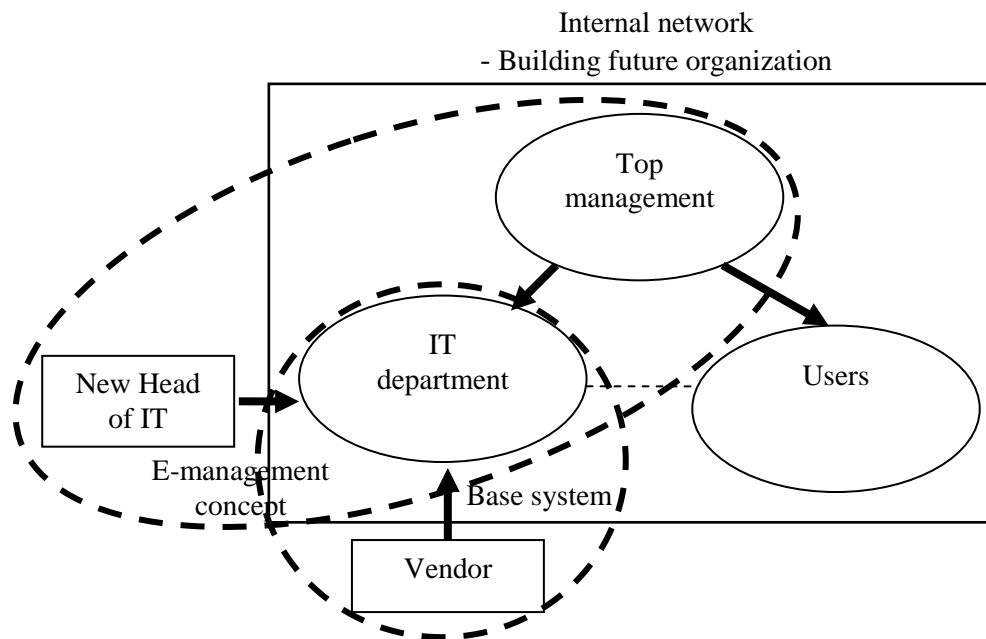 Internal network
- Building future organization
Top
management
IT
department
Users
New Head
of IT
E-management
concept
Base system
Vendor